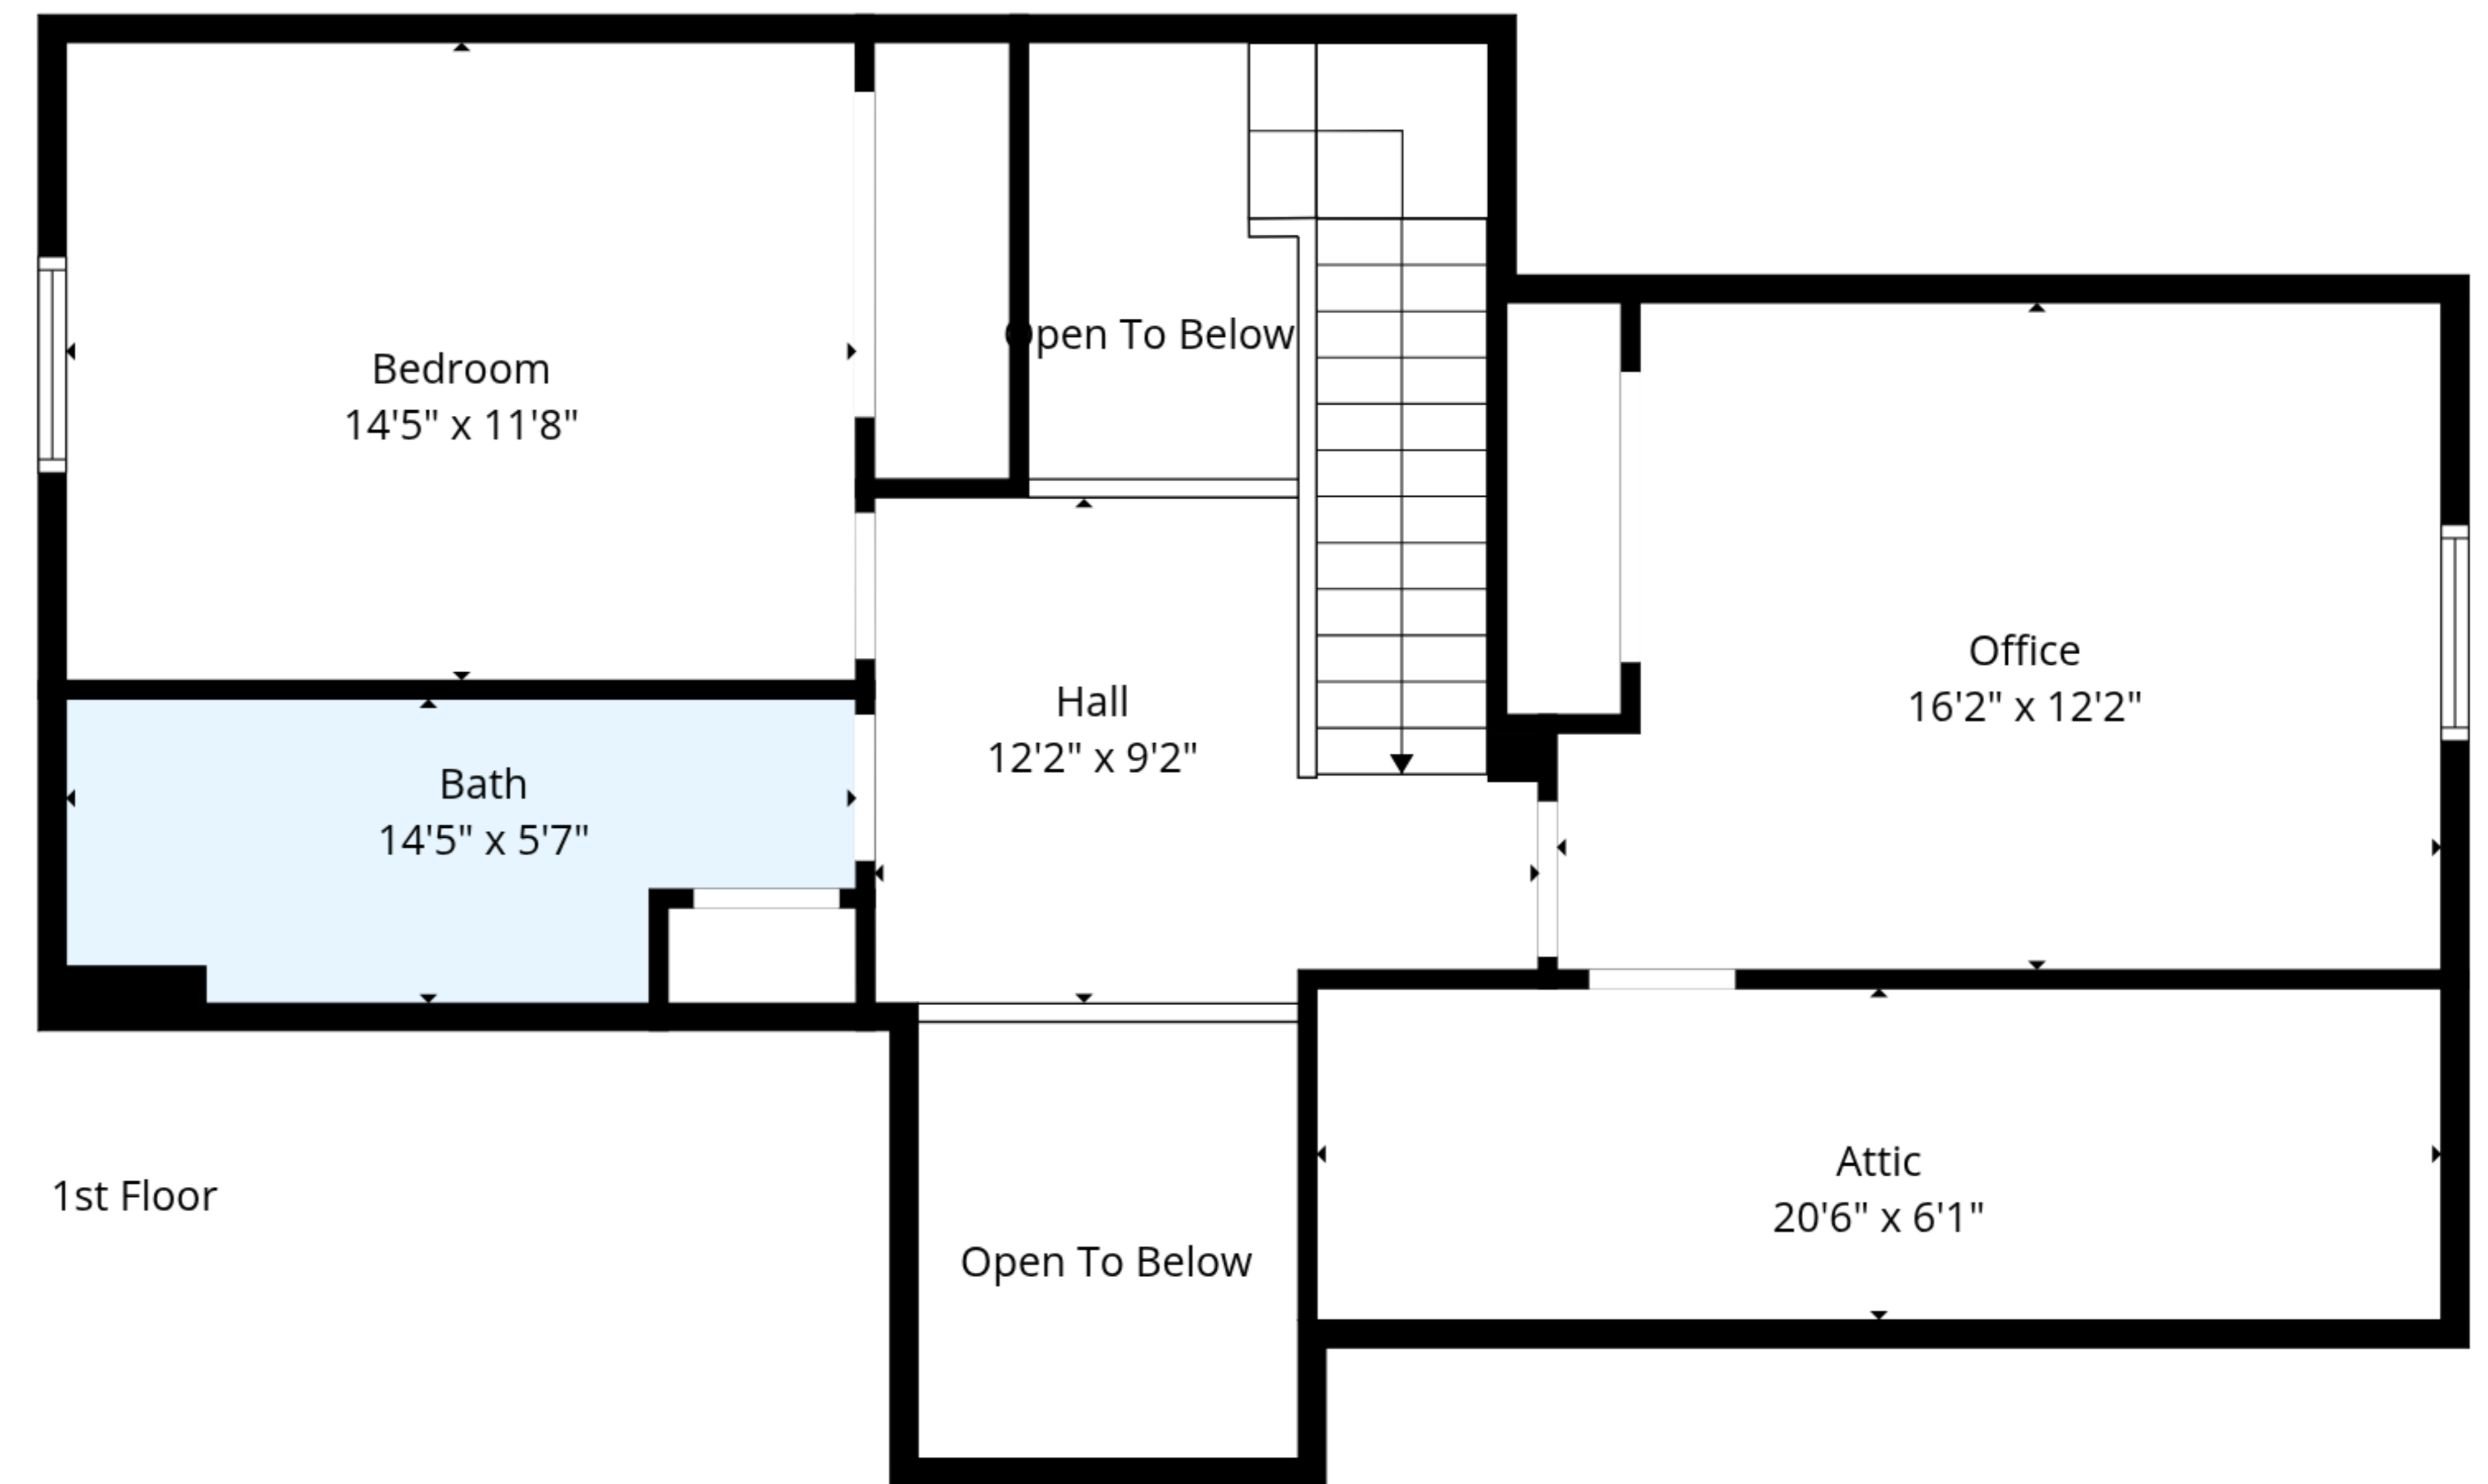 Open To Below
Bedroom
14'5" x 11'8"
Office
16'2" x 12'2"
Hall
12'2" x 9'2"
Bath
14'5" x 5'7"
Attic
20'6" x 6'1"
1st Floor
Open To Below